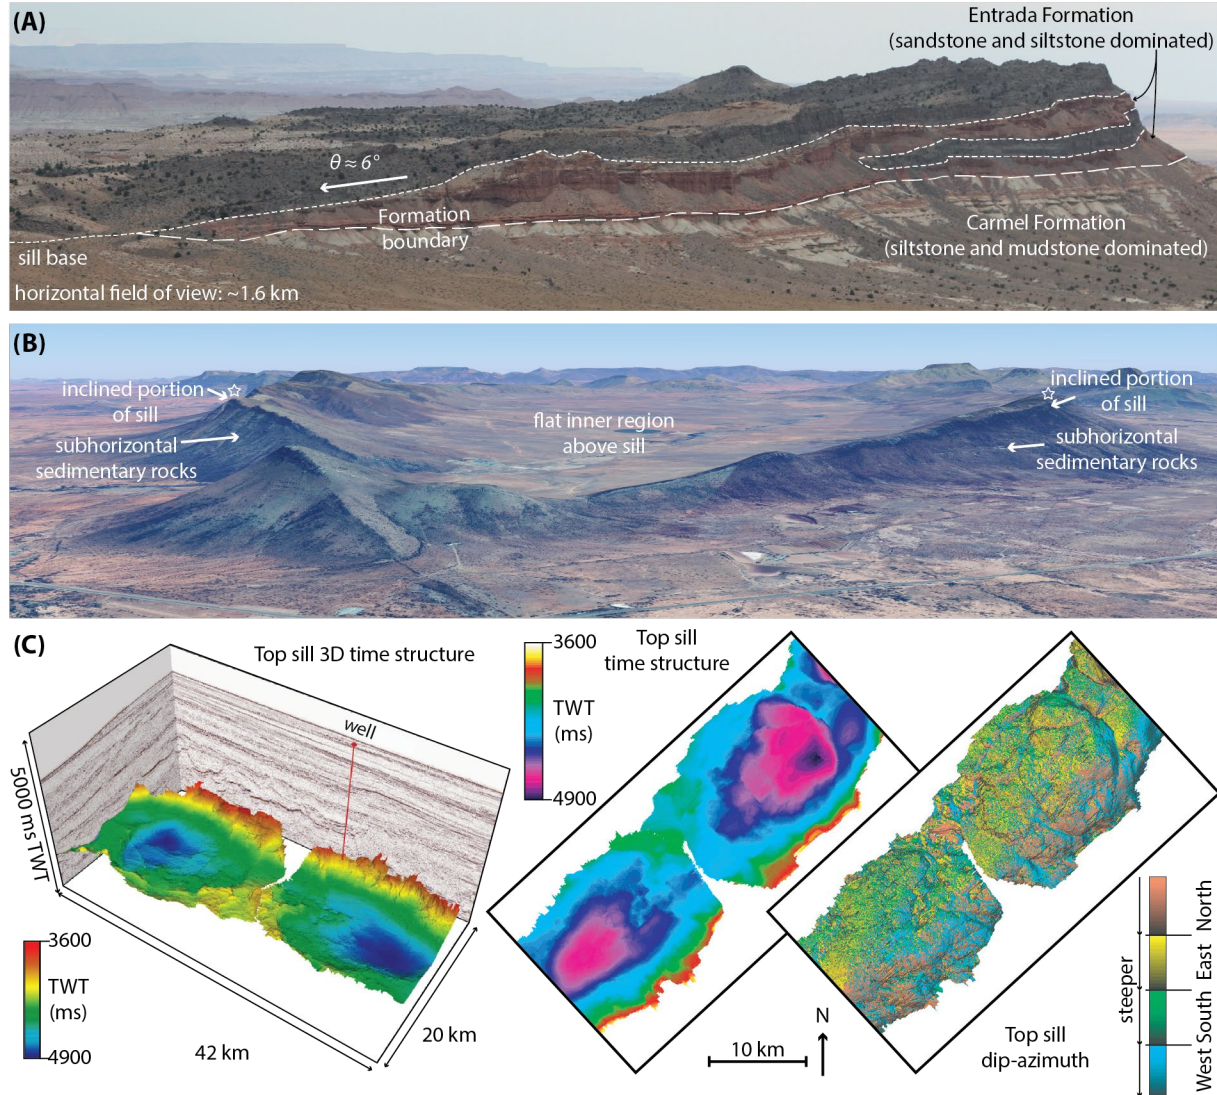 (A)
Entrada Formation
(sandstone and siltstone dominated)
θ ≈ 6°
Formation
boundary
Carmel Formation
(siltstone and mudstone dominated)
sill base
horizontal field of view: ~1.6 km
(B)
inclined portion
of sill
subhorizontal
sedimentary rocks
flat inner region
above sill
inclined portion
of sill
subhorizontal
sedimentary rocks
(C)
Top sill 3D time structure
well
5000 ms TWT
3600
TWT
(ms)
4900
42 km
20 km
Top sill
time structure
3600
TWT
(ms)
4900
10 km
N
Top sill
dip-azimuth
steeper
North
East
South
West